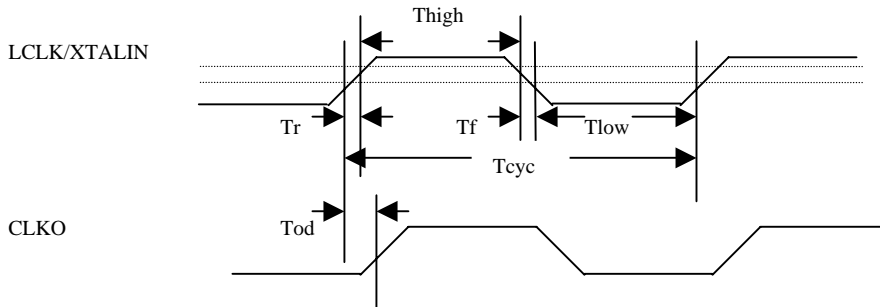 Thigh
LCLK/XTALIN
Tr
Tf
Tlow
Tcyc
CLKO
Tod